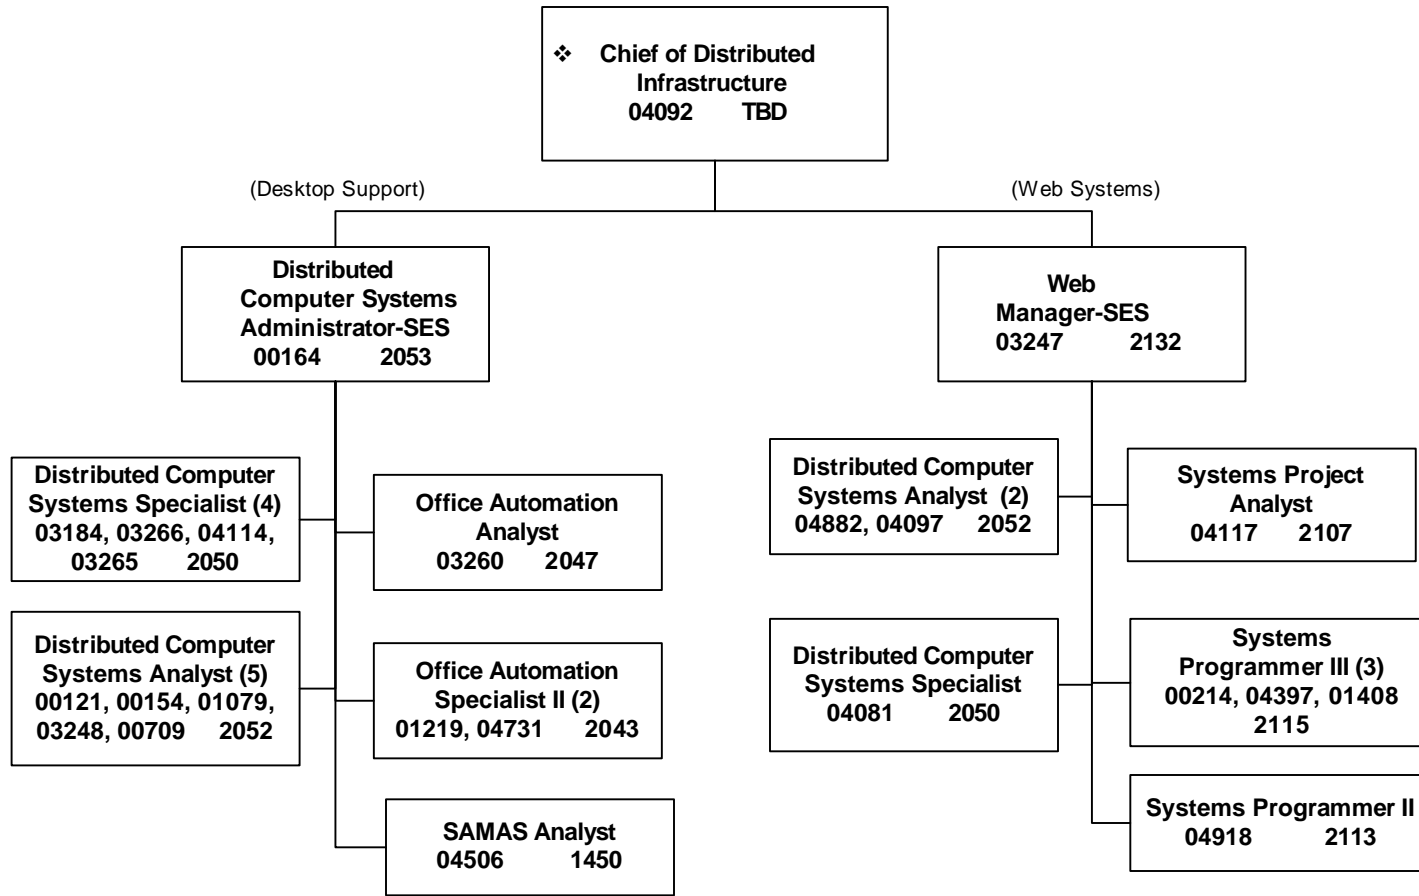 ❖ Chief of Distributed
Infrastructure
04092 TBD
(Desktop Support)
(Web Systems)
Distributed
Computer Systems
Administrator-SES
00164 2053
Web
Manager-SES
03247 2132
Distributed Computer
Systems Specialist (4)
03184, 03266, 04114,
03265 2050
Office Automation
Analyst
03260 2047
Distributed Computer
Systems Analyst (5)
00121, 00154, 01079,
03248, 00709 2052
Office Automation
Specialist II (2)
01219, 04731 2043
SAMAS Analyst
04506 1450
Distributed Computer
Systems Analyst (2)
04882, 04097 2052
Systems Project
Analyst
04117 2107
Distributed Computer
Systems Specialist
04081 2050
Systems
Programmer III (3)
00214, 04397, 01408
2115
Systems Programmer II
04918 2113